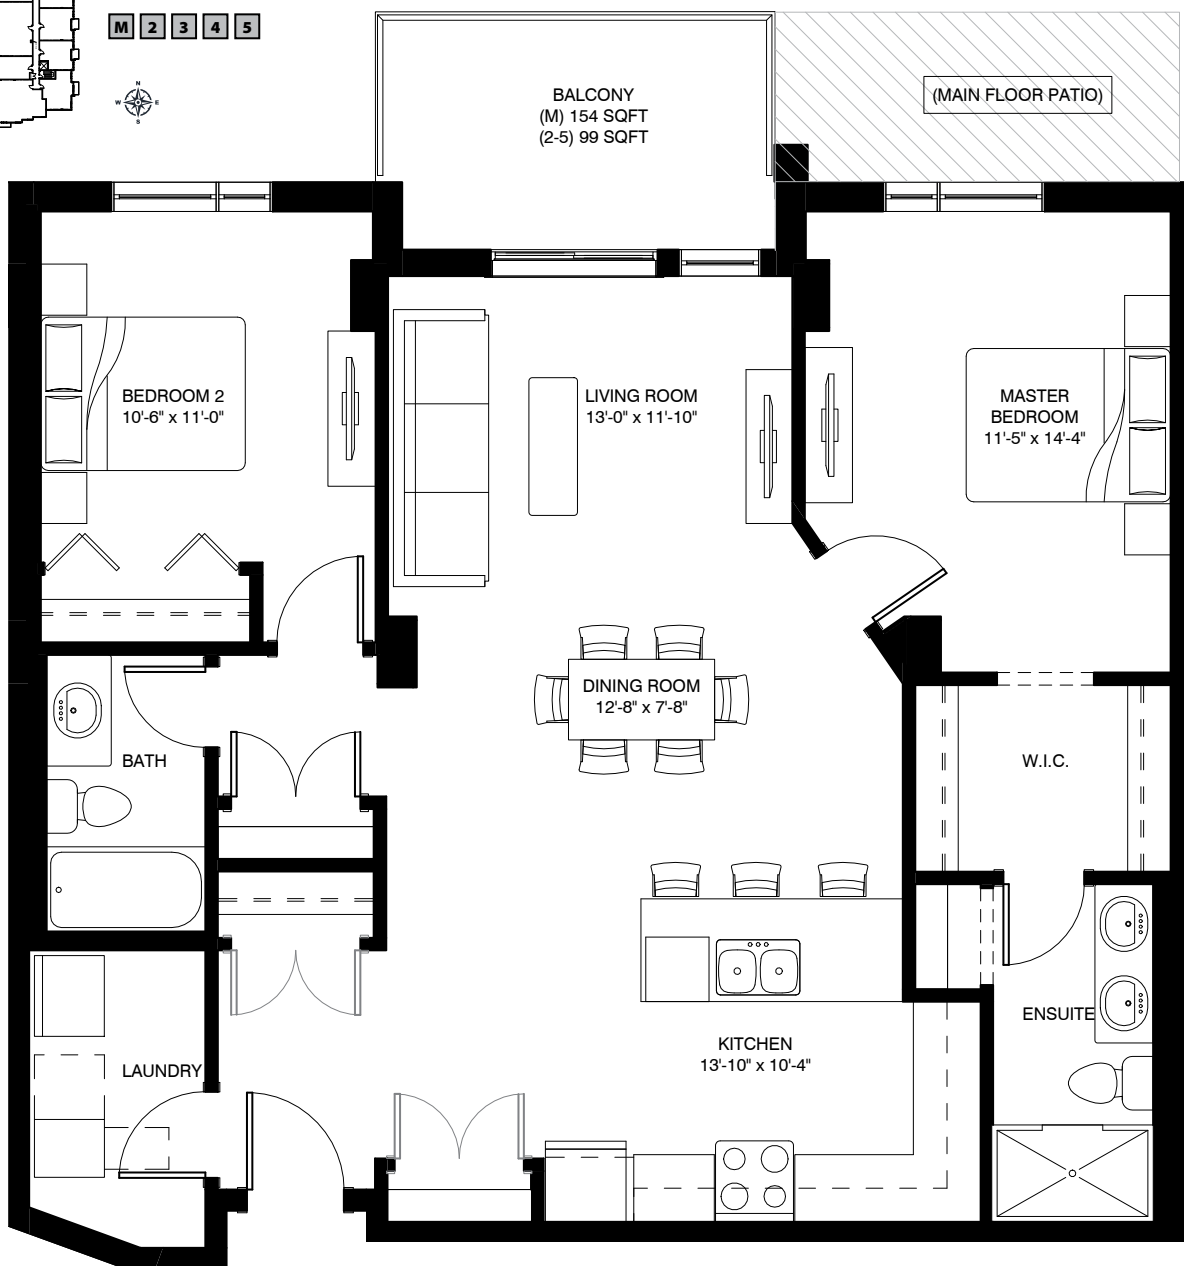 M 2 3 4 5
N
W E
S
BALCONY
(M) 154 SQFT
(2-5) 99 SQFT
(MAIN FLOOR PATIO)
BEDROOM 2
10'-6" x 11'-0"
LIVING ROOM
13'-0" x 11'-10"
MASTER
BEDROOM
11'-5" x 14'-4"
DINING ROOM
12'-8" x 7'-8"
BATH
W.I.C.
ENSUITE
KITCHEN
13'-10" x 10'-4"
LAUNDRY